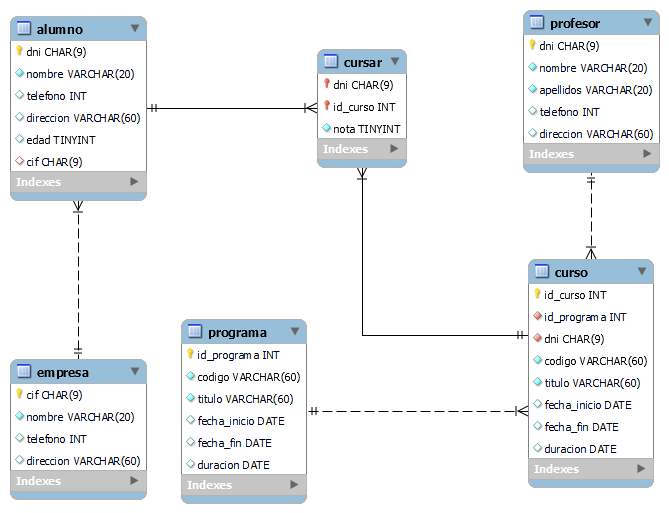 alumno
dni CHAR(9)
nombre VARCHAR(20)
telefono INT
direccion VARCHAR(60)
edad TINYINT
cif CHAR(9)
Indexes
cursar
dni CHAR(9)
id_curso INT
nota TINYINT
Indexes
profesor
dni CHAR(9)
nombre VARCHAR(20)
apellidos VARCHAR(20)
telefono INT
direccion VARCHAR(60)
Indexes
empresa
cif CHAR(9)
nombre VARCHAR(20)
telefono INT
direccion VARCHAR(60)
Indexes
programa
id_programa INT
codigo VARCHAR(60)
titulo VARCHAR(60)
fecha_inicio DATE
fecha_fin DATE
duracion DATE
Indexes
curso
id_curso INT
id_programa INT
dni CHAR(9)
codigo VARCHAR(60)
titulo VARCHAR(60)
fecha_inicio DATE
fecha_fin DATE
duracion DATE
Indexes